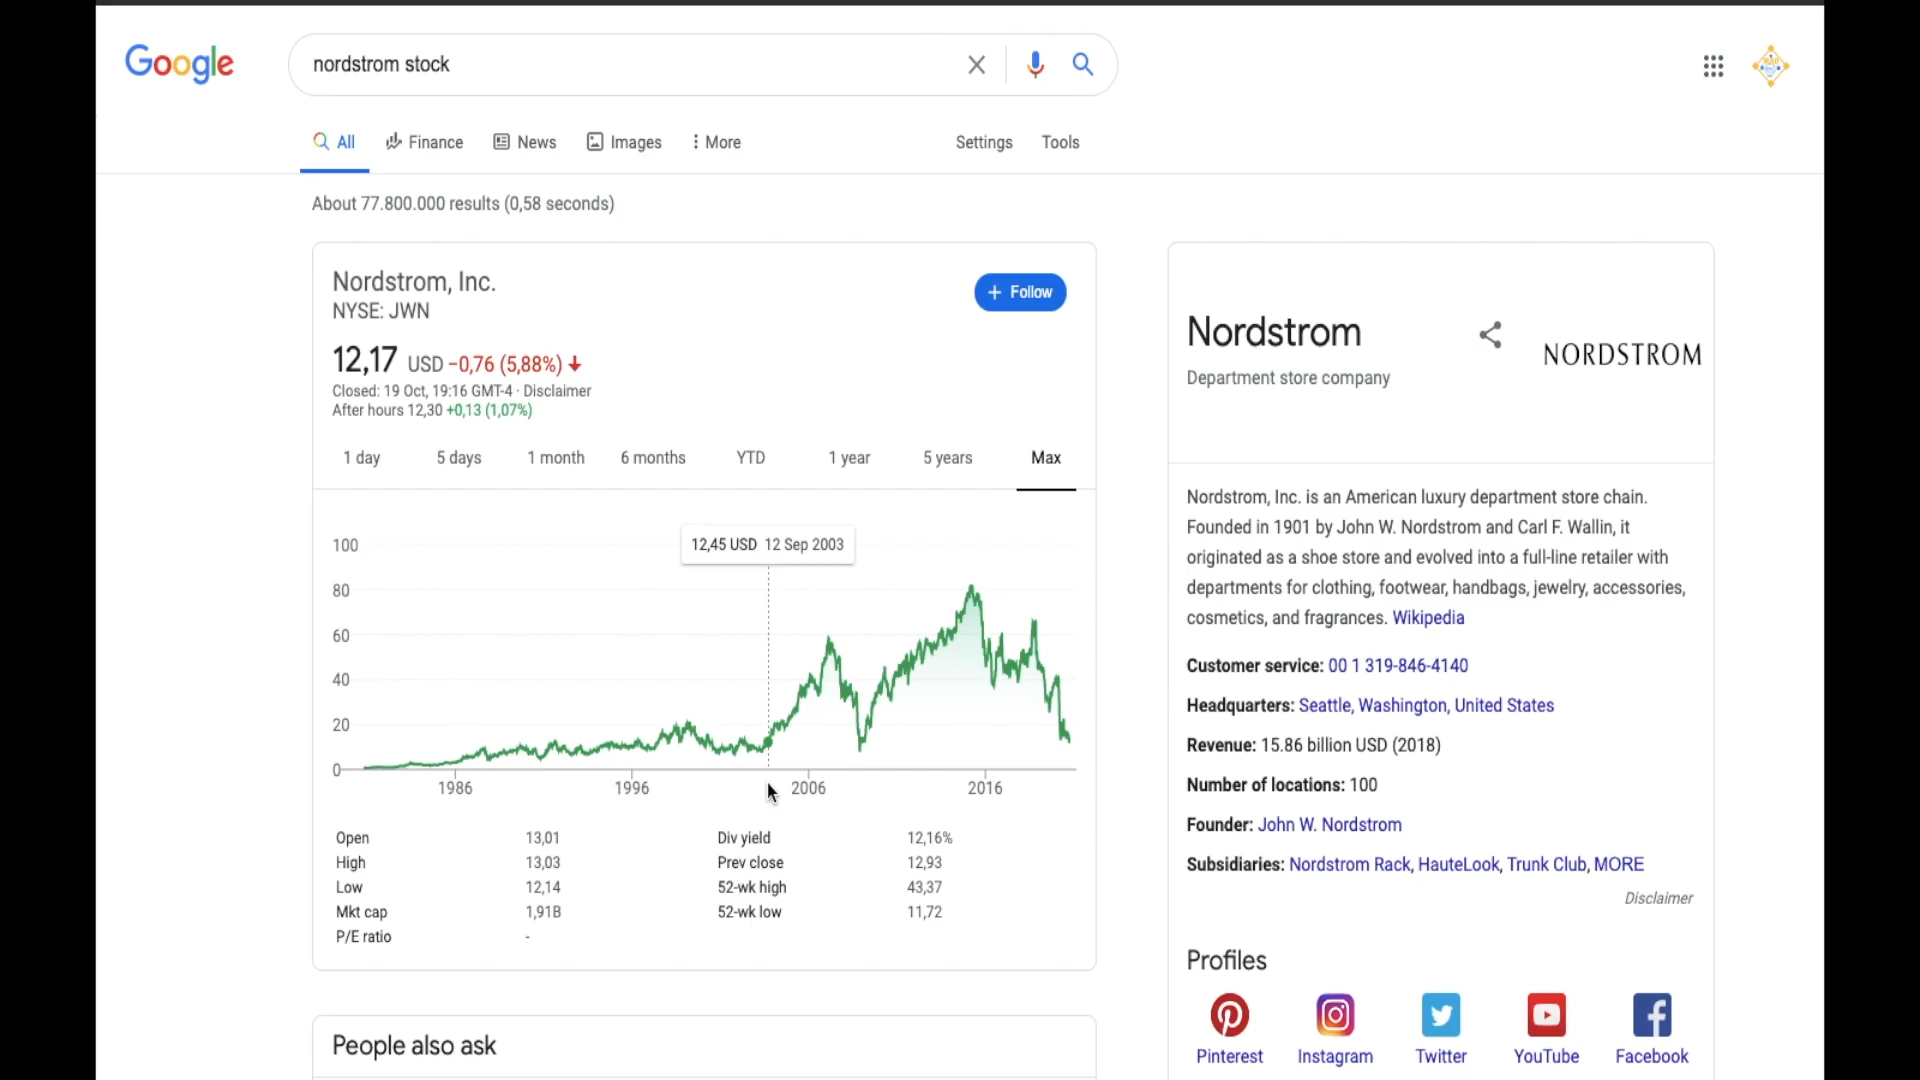 Google
nordstrom stock
All Finance News Images More Settings Tools
About 77.800.000 results (0,58 seconds)
Nordstrom, Inc.
NYSE: JWN
+ Follow
12,17 USD −0,76 (5,88%)
Closed: 19 Oct, 19:16 GMT-4 · Disclaimer
After hours 12,30 +0,13 (1,07%)
1 day 5 days 1 month 6 months YTD 1 year 5 years Max
12,45 USD 12 Sep 2003
100
80
60
40
20
0
1986 1996 2006 2016
Open 13,01 Div yield 12,16%
High 13,03 Prev close 12,93
Low 12,14 52-wk high 43,37
Mkt cap 1,91B 52-wk low 11,72
P/E ratio -
People also ask
Nordstrom
NORDSTROM
Department store company
Nordstrom, Inc. is an American luxury department store chain.
Founded in 1901 by John W. Nordstrom and Carl F. Wallin, it
originated as a shoe store and evolved into a full-line retailer with
departments for clothing, footwear, handbags, jewelry, accessories,
cosmetics, and fragrances. Wikipedia
Customer service: 00 1 319-846-4140
Headquarters: Seattle, Washington, United States
Revenue: 15.86 billion USD (2018)
Number of locations: 100
Founder: John W. Nordstrom
Subsidiaries: Nordstrom Rack, HauteLook, Trunk Club, MORE
Disclaimer
Profiles
Pinterest Instagram Twitter YouTube Facebook